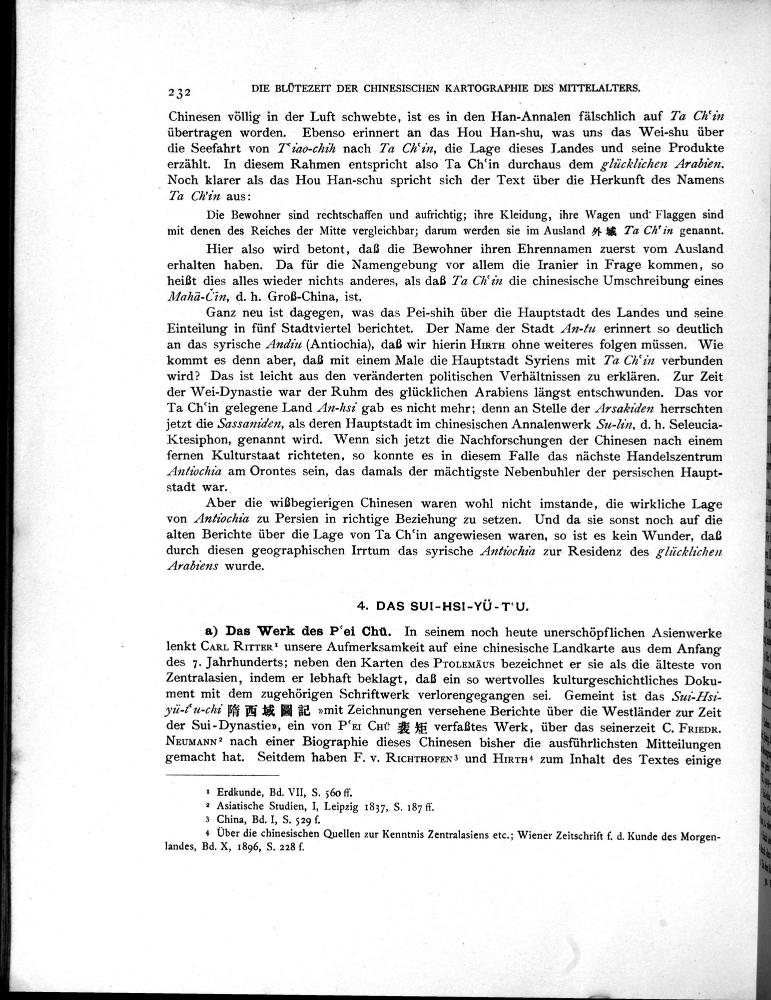 232
DIE BLÜTEZEIT DER CHINESISCHEN KARTOGRAPHIE DES MITTELALTERS.
Chinesen völlig in der Luft schwebte, ist es in den Han-Annalen fälschlich auf Ta Chʻin
übertragen worden. Ebenso erinnert an das Hou Han-shu, was uns das Wei-shu über
die Seefahrt von Tʻiao-chih nach Ta Chʻin, die Lage dieses Landes und seine Produkte
erzählt. In diesem Rahmen entspricht also Ta Chʻin durchaus dem glücklichen Arabien.
Noch klarer als das Hou Han-schu spricht sich der Text über die Herkunft des Namens
Ta Chʻin aus:
Die Bewohner sind rechtschaffen und aufrichtig; ihre Kleidung, ihre Wagen und Flaggen sind
mit denen des Reiches der Mitte vergleichbar; darum werden sie im Ausland 外域 Ta Chʻin genannt.
Hier also wird betont, daß die Bewohner ihren Ehrennamen zuerst vom Ausland
erhalten haben. Da für die Namengebung vor allem die Iranier in Frage kommen, so
heißt dies alles wieder nichts anderes, als daß Ta Chʻin die chinesische Umschreibung eines
Mahā-Čīn, d. h. Groß-China, ist.
Ganz neu ist dagegen, was das Pei-shih über die Hauptstadt des Landes und seine
Einteilung in fünf Stadtviertel berichtet. Der Name der Stadt An-tu erinnert so deutlich
an das syrische Andiu (Antiochia), daß wir hierin HIRTH ohne weiteres folgen müssen. Wie
kommt es denn aber, daß mit einem Male die Hauptstadt Syriens mit Ta Chʻin verbunden
wird? Das ist leicht aus den veränderten politischen Verhältnissen zu erklären. Zur Zeit
der Wei-Dynastie war der Ruhm des glücklichen Arabiens längst entschwunden. Das vor
Ta Chʻin gelegene Land An-hsi gab es nicht mehr; denn an Stelle der Arsakiden herrschten
jetzt die Sassaniden, als deren Hauptstadt im chinesischen Annalenwerk Su-lin, d. h. Seleucia-
Ktesiphon, genannt wird. Wenn sich jetzt die Nachforschungen der Chinesen nach einem
fernen Kulturstaat richteten, so konnte es in diesem Falle das nächste Handelszentrum
Antiochia am Orontes sein, das damals der mächtigste Nebenbuhler der persischen Haupt-
stadt war.
Aber die wißbegierigen Chinesen waren wohl nicht imstande, die wirkliche Lage
von Antiochia zu Persien in richtige Beziehung zu setzen. Und da sie sonst noch auf die
alten Berichte über die Lage von Ta Chʻin angewiesen waren, so ist es kein Wunder, daß
durch diesen geographischen Irrtum das syrische Antiochia zur Residenz des glücklichen
Arabiens wurde.
4. DAS SUI-HSI-YÜ-TʻU.
a) Das Werk des Pʻei Chü. In seinem noch heute unerschöpflichen Asienwerke
lenkt CARL RITTER¹ unsere Aufmerksamkeit auf eine chinesische Landkarte aus dem Anfang
des 7. Jahrhunderts; neben den Karten des PTOLEMÄUS bezeichnet er sie als die älteste von
Zentralasien, indem er lebhaft beklagt, daß ein so wertvolles kulturgeschichtliches Doku-
ment mit dem zugehörigen Schriftwerk verlorengegangen sei. Gemeint ist das Sui-Hsi-
yü-tʻu-chi 隋西域圖記 »mit Zeichnungen versehene Berichte über die Westländer zur Zeit
der Sui-Dynastie», ein von PʻEI CHÜ 裴矩 verfaßtes Werk, über das seinerzeit C. FRIEDR.
NEUMANN² nach einer Biographie dieses Chinesen bisher die ausführlichsten Mitteilungen
gemacht hat. Seitdem haben F. v. RICHTHOFEN³ und HIRTH⁴ zum Inhalt des Textes einige
¹ Erdkunde, Bd. VII, S. 560 ff.
² Asiatische Studien, I, Leipzig 1837, S. 187 ff.
³ China, Bd. I, S. 529 f.
⁴ Über die chinesischen Quellen zur Kenntnis Zentralasiens etc.; Wiener Zeitschrift f. d. Kunde des Morgen-
landes, Bd. X, 1896, S. 228 f.